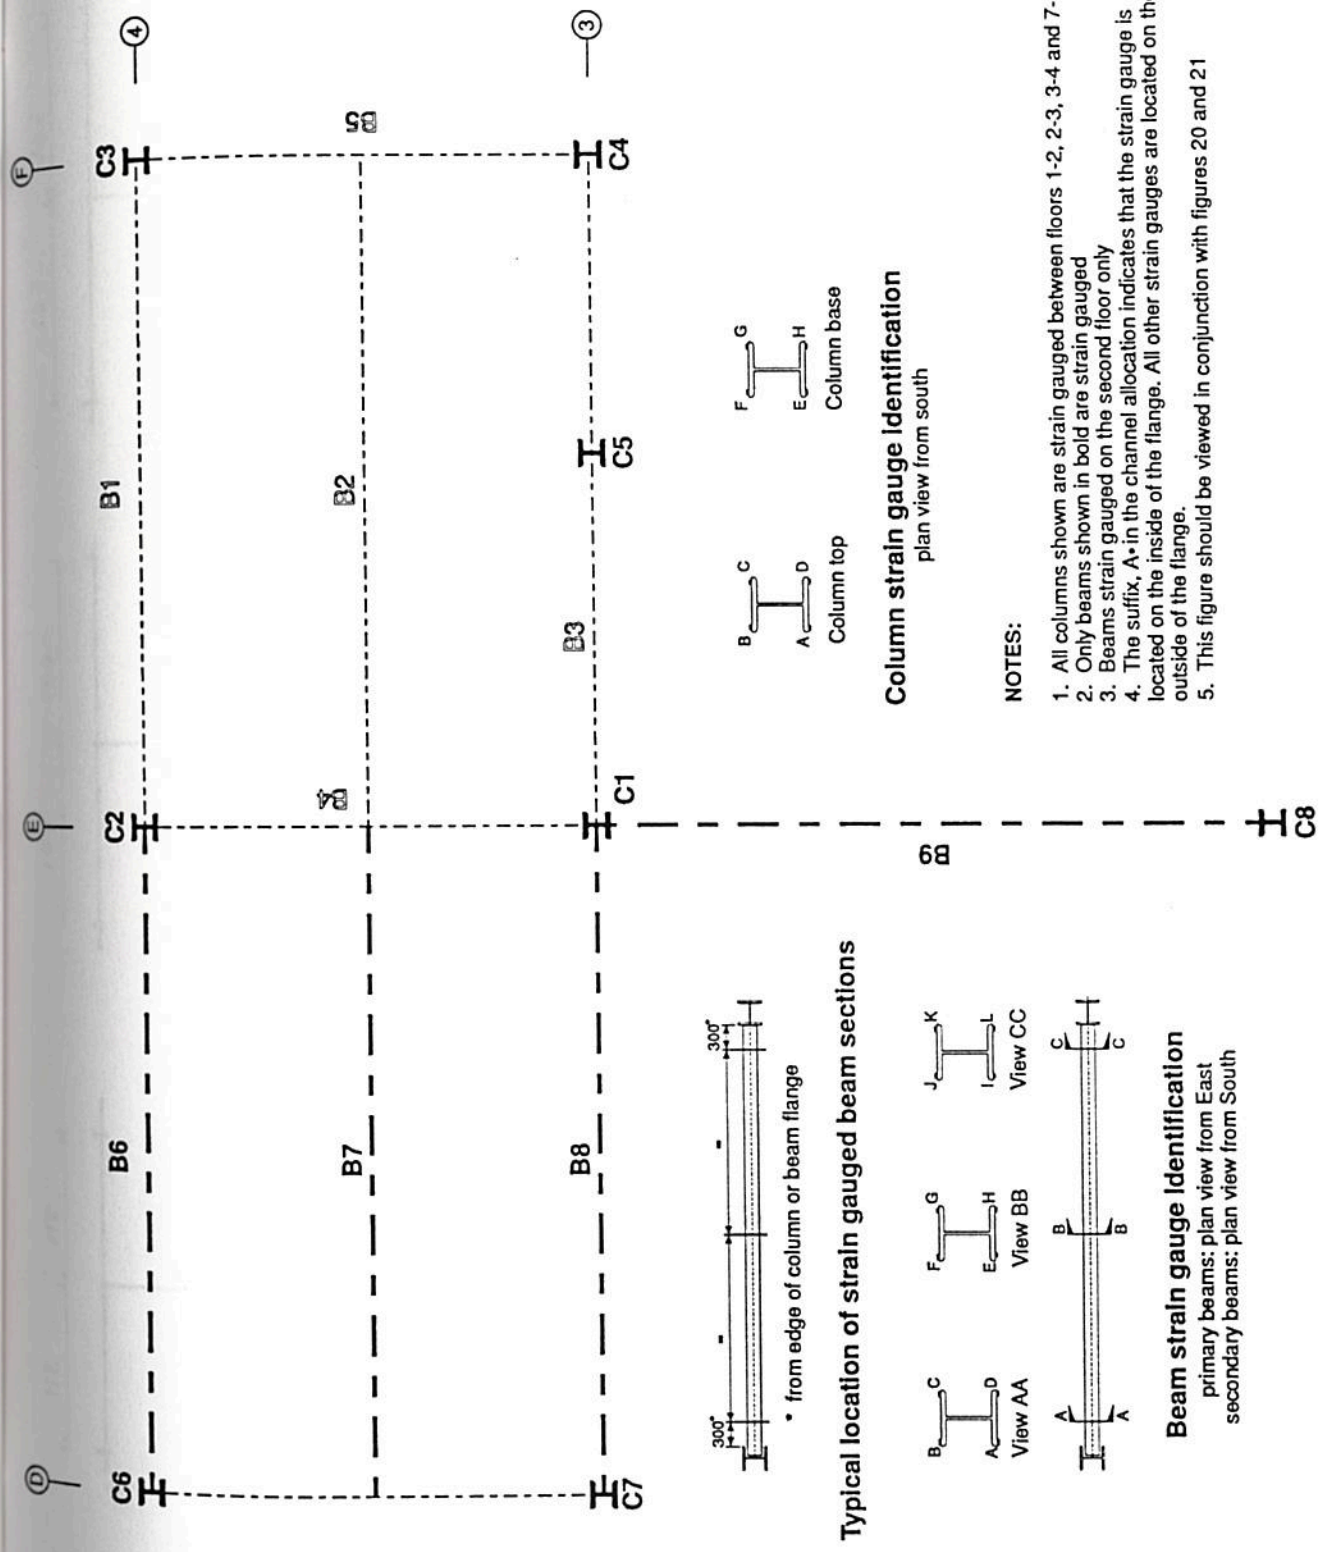 D
E
F
C6
B6
C2
B1
C3
4
B7
B4
B2
B5
C7
B8
C1
B3
C5
C4
3
B9
C8
300*
=
=
300*
* from edge of column or beam flange
Typical location of strain gauged beam sections
B C
A D
View AA
F G
E H
View BB
J K
I L
View CC
A B C
A B C
Beam strain gauge Identification
primary beams: plan view from East
secondary beams: plan view from South
B C
A D
Column top
F G
E H
Column base
Column strain gauge Identification
plan view from south
NOTES:
1. All columns shown are strain gauged between floors 1-2, 2-3, 3-4 and 7-
2. Only beams shown in bold are strain gauged
3. Beams strain gauged on the second floor only
4. The suffix, A• in the channel allocation indicates that the strain gauge is
located on the inside of the flange. All other strain gauges are located on th
outside of the flange.
5. This figure should be viewed in conjunction with figures 20 and 21